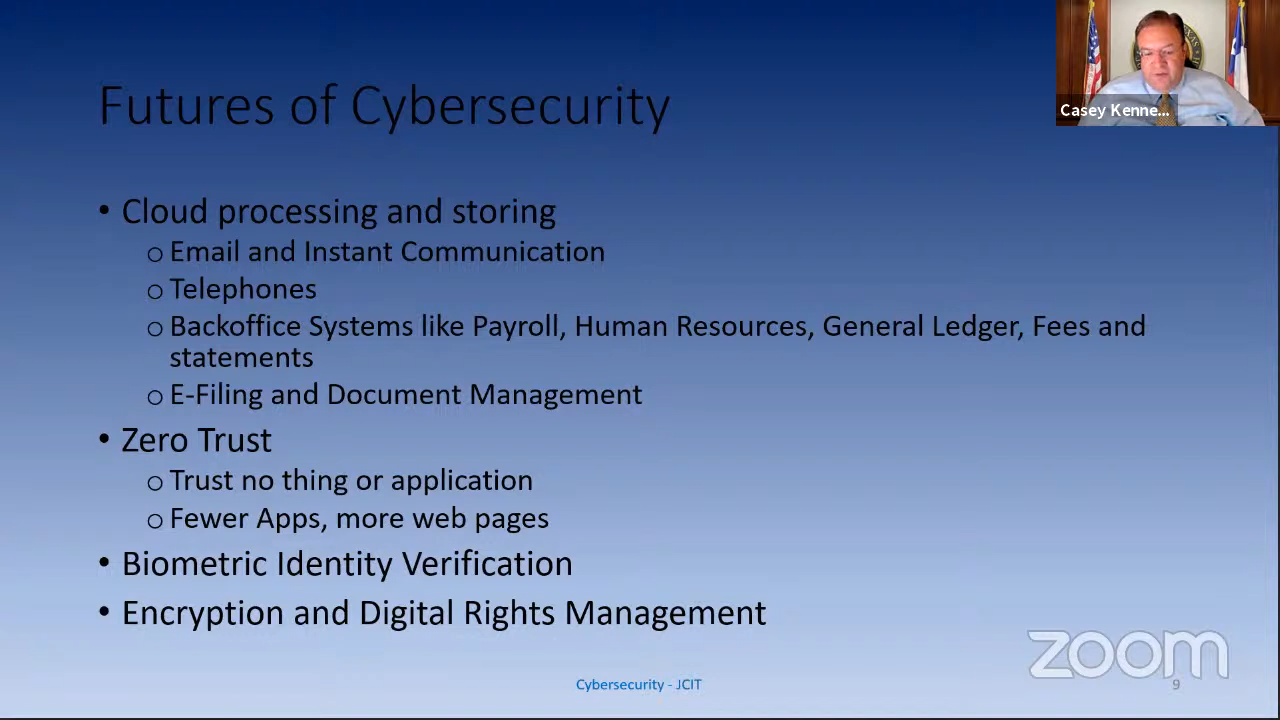 Futures of Cybersecurity
Casey Kenne...
• Cloud processing and storing
o Email and Instant Communication
o Telephones
o Backoffice Systems like Payroll, Human Resources, General Ledger, Fees and
statements
o E-Filing and Document Management
• Zero Trust
o Trust no thing or application
o Fewer Apps, more web pages
• Biometric Identity Verification
• Encryption and Digital Rights Management
zoom
Cybersecurity - JCIT
9